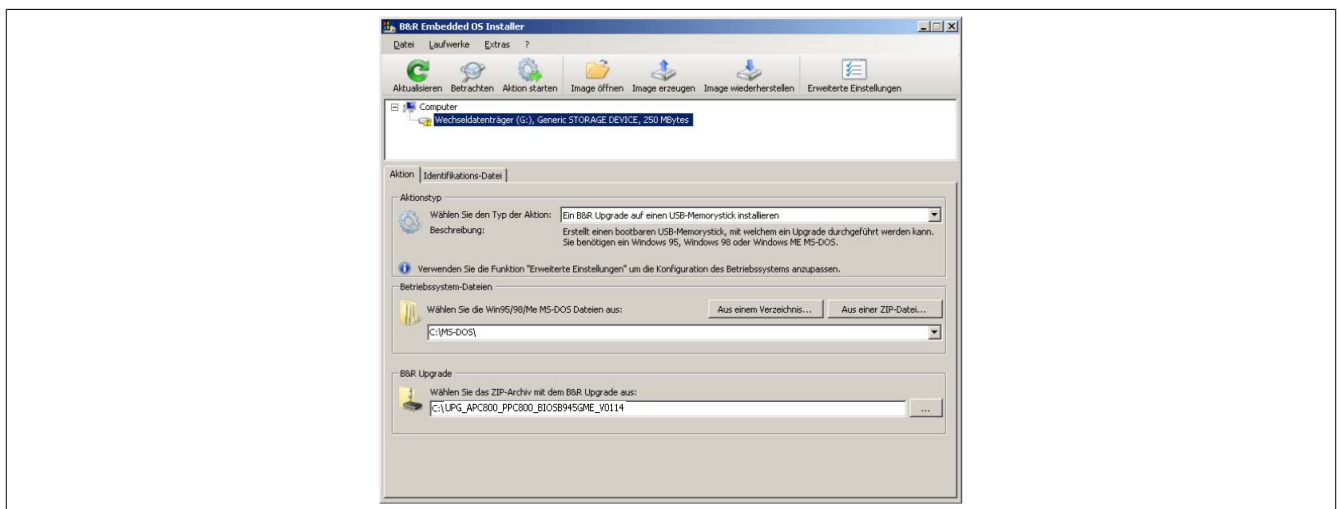 B&R Embedded OS Installer
Datei Laufwerke Extras ?
Aktualisieren Betrachten Aktion starten Image öffnen Image erzeugen Image wiederherstellen Erweiterte Einstellungen
Computer
Wechseldatenträger (G:), Generic STORAGE DEVICE, 250 MBytes
Aktion Identifikations-Datei
Aktionstyp
Wählen Sie den Typ der Aktion: Ein B&R Upgrade auf einen USB-Memorystick installieren
Beschreibung: Erstellt einen bootbaren USB-Memorystick, mit welchem ein Upgrade durchgeführt werden kann.
Sie benötigen ein Windows 95, Windows 98 oder Windows ME MS-DOS.
Verwenden Sie die Funktion "Erweiterte Einstellungen" um die Konfiguration des Betriebssystems anzupassen.
Betriebssystem-Dateien
Wählen Sie die Win95/98/Me MS-DOS Dateien aus: Aus einem Verzeichnis... Aus einer ZIP-Datei...
C:\MS-DOS\
B&R Upgrade
Wählen Sie das ZIP-Archiv mit dem B&R Upgrade aus:
C:\UPG_APC800_PPC800_BIOSB945GME_V0114 ...